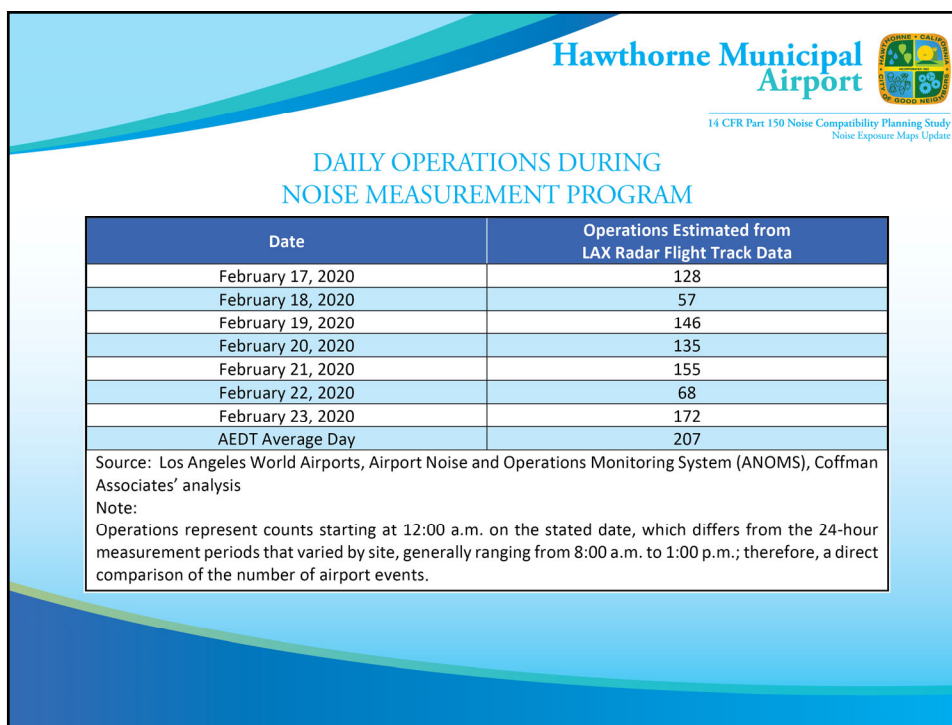 Hawthorne Municipal
Airport
HAWTHORNE • CALIFORNIA
CITY OF GOOD NEIGHBORS
14 CFR Part 150 Noise Compatibility Planning Study
Noise Exposure Maps Update
DAILY OPERATIONS DURING
NOISE MEASUREMENT PROGRAM
Date Operations Estimated from
LAX Radar Flight Track Data
February 17, 2020 128
February 18, 2020 57
February 19, 2020 146
February 20, 2020 135
February 21, 2020 155
February 22, 2020 68
February 23, 2020 172
AEDT Average Day 207
Source: Los Angeles World Airports, Airport Noise and Operations Monitoring System (ANOMS), Coffman
Associates’ analysis
Note:
Operations represent counts starting at 12:00 a.m. on the stated date, which differs from the 24-hour
measurement periods that varied by site, generally ranging from 8:00 a.m. to 1:00 p.m.; therefore, a direct
comparison of the number of airport events.